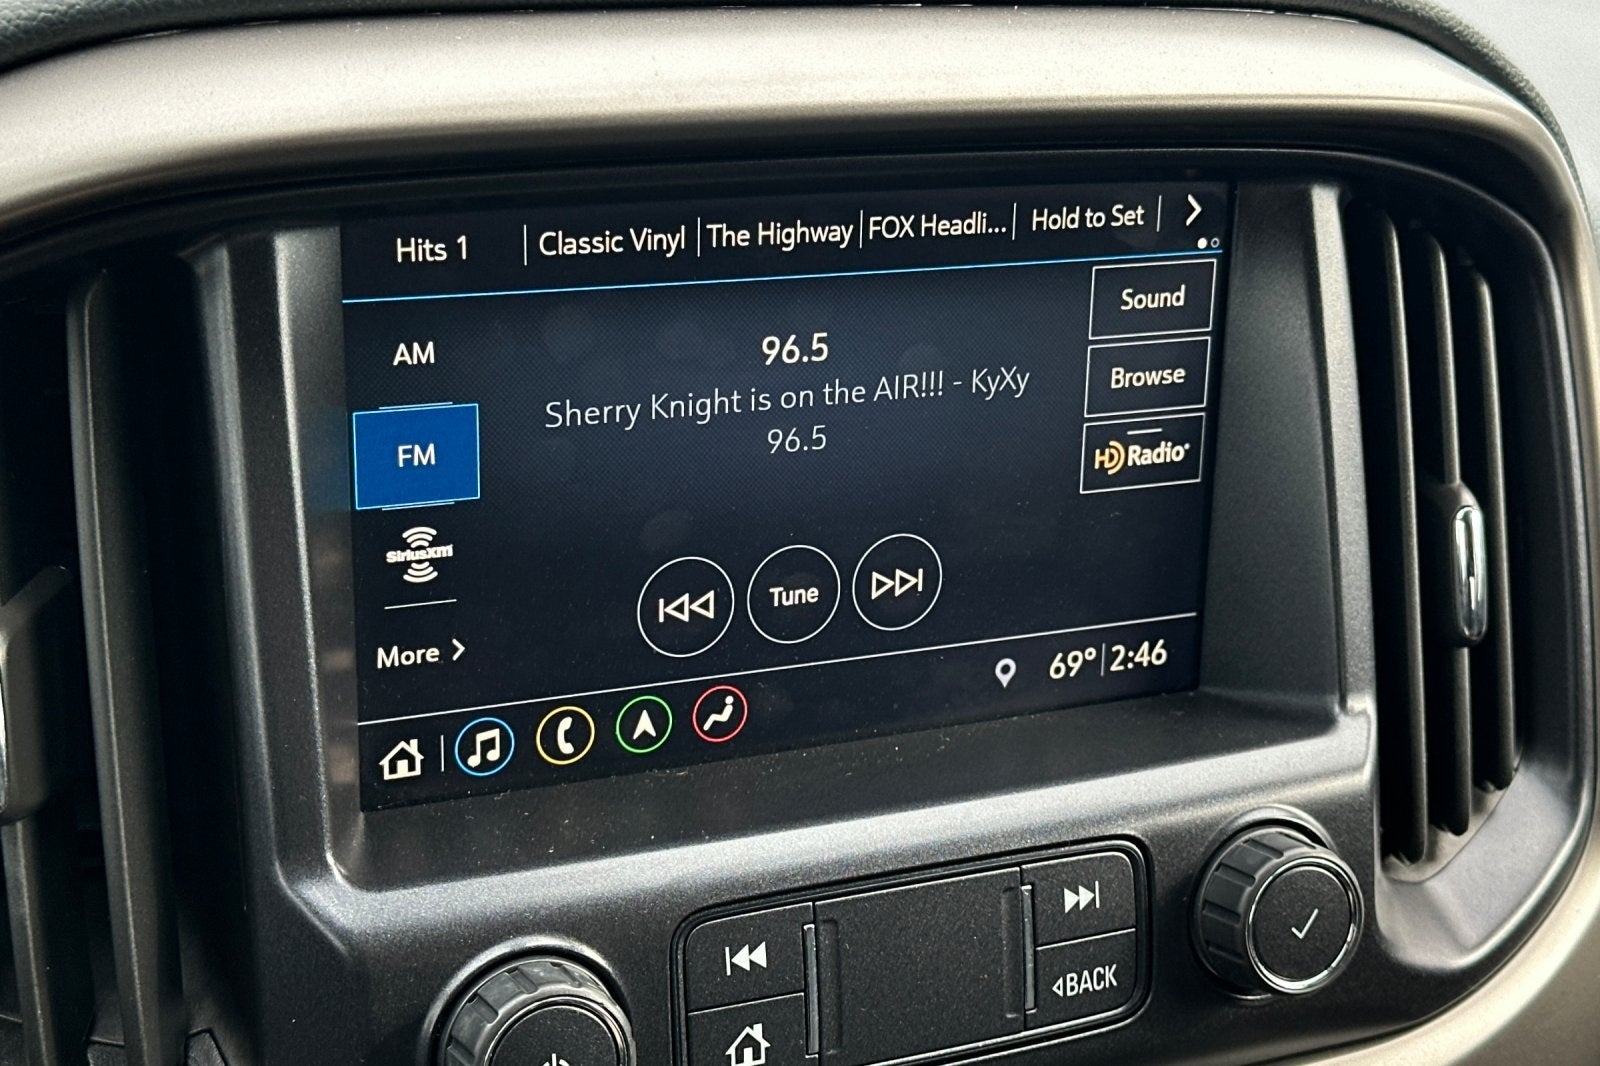 Hits 1 Classic Vinyl The Highway FOX Headli... Hold to Set
Sound
AM
96.5
Browse
Sherry Knight is on the AIR!!! - KyXy
96.5
FM
HD Radio
SiriusXM
Tune
More
69° 2:46
BACK